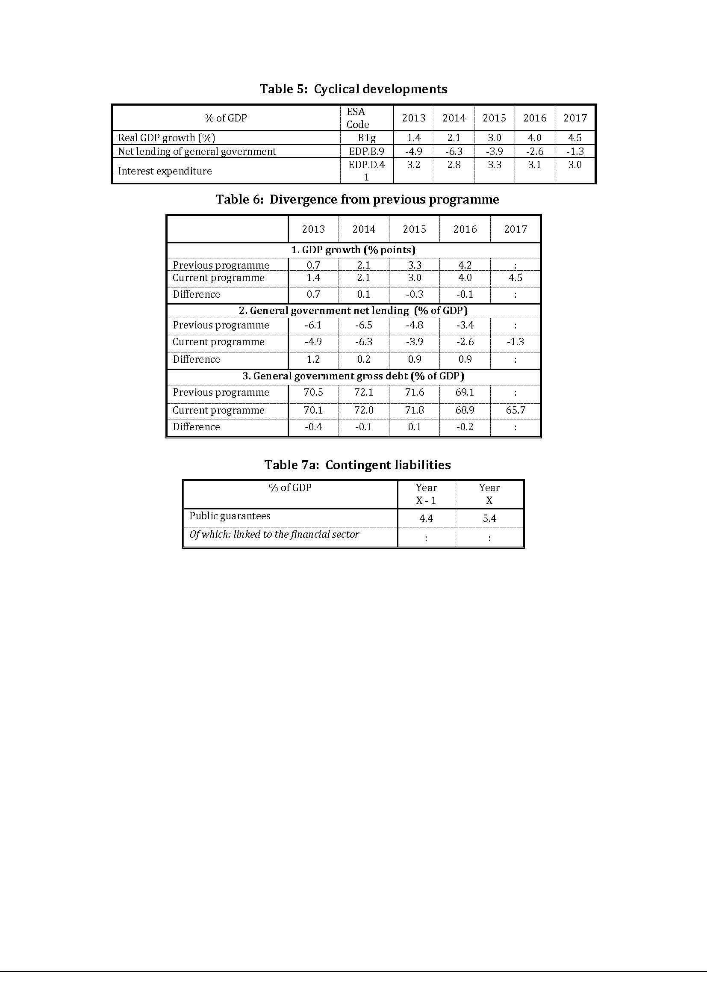 Table 5:  Cyclical developments
% of GDP ESA Code 2013 2014 2015 2016 2017
. Real GDP growth (%) B1g 1.4 2.1 3.0 4.0 4.5
. Net lending of general government EDP.B.9 -4.9 -6.3 -3.9 -2.6 -1.3
. Interest expenditure EDP.D.4 1 3.2 2.8 3.3 3.1 3.0
Table 6:  Divergence from previous programme
2013 2014 2015 2016 2017
1. GDP growth (% points)
Previous programme 0.7 2.1 3.3 4.2 :
Current programme 1.4 2.1 3.0 4.0 4.5
Difference 0.7 0.1 -0.3 -0.1 :
2. General government net lending  (% of GDP)
Previous programme -6.1 -6.5 -4.8 -3.4 :
Current programme -4.9 -6.3 -3.9 -2.6 -1.3
Difference 1.2 0.2 0.9 0.9 :
3. General government gross debt (% of GDP)
Previous programme 70.5 72.1 71.6 69.1 :
Current programme 70.1 72.0 71.8 68.9 65.7
Difference -0.4 -0.1 0.1 -0.2 :
Table 7a:  Contingent liabilities
% of GDP Year X - 1 Year X
Public guarantees 4.4 5.4
Of which: linked to the financial sector : :